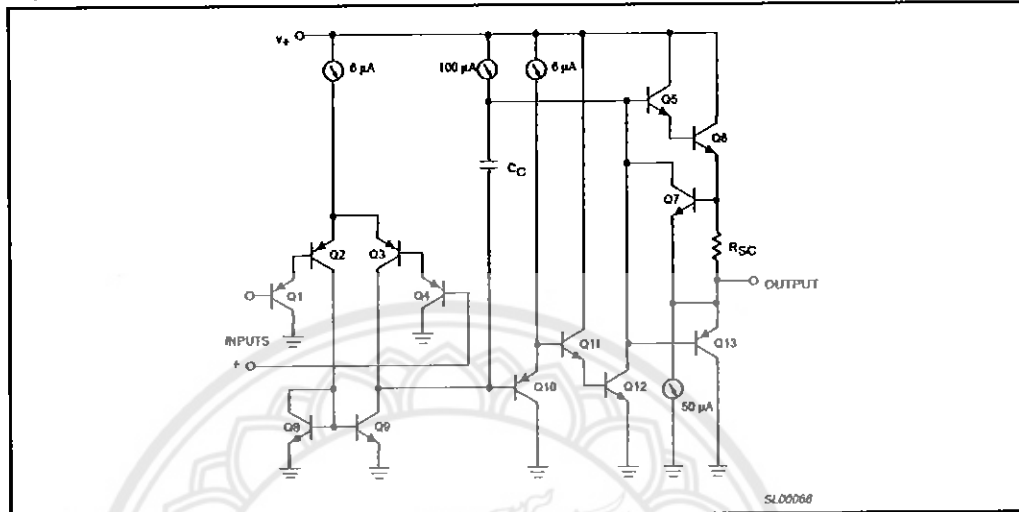 V+
6 µA
100 µA
6 µA
Q5
Q6
CC
Q7
RSC
Q2
Q3
Q1
Q4
OUTPUT
INPUTS
+
Q11
Q13
Q10
Q12
50 µA
Q8
Q9
SL00066